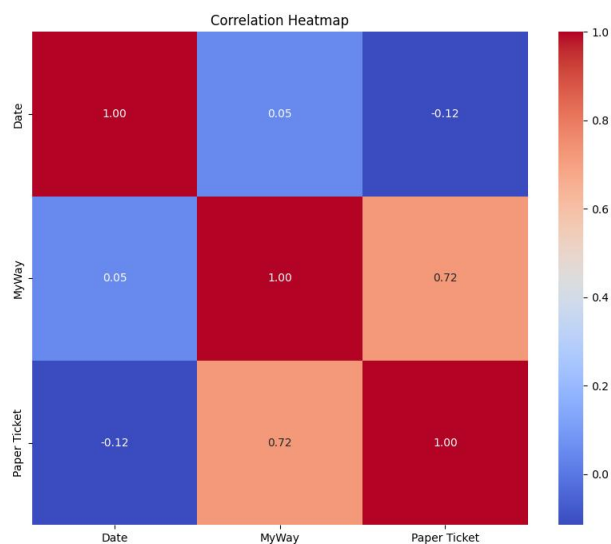 Correlation Heatmap
Date
1.00
0.05
-0.12
MyWay
0.05
1.00
0.72
Paper Ticket
-0.12
0.72
1.00
Date
MyWay
Paper Ticket
1.0
0.8
0.6
0.4
0.2
0.0